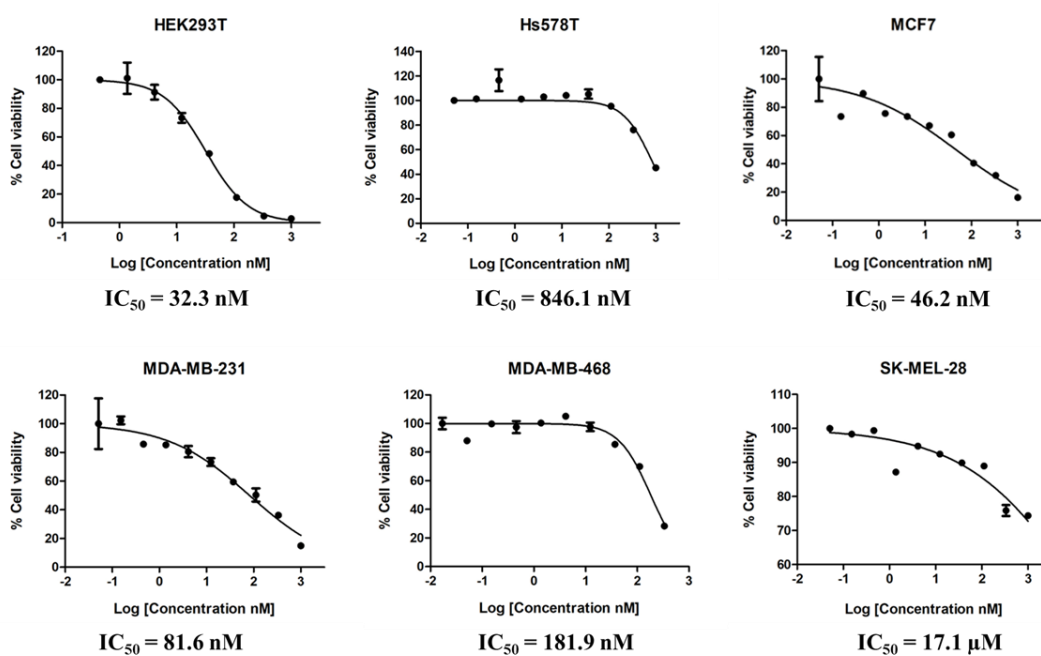 HEK293T
% Cell viability
120
100
80
60
40
20
0
-1 0 1 2 3 4
Log [Concentration nM]
IC50 = 32.3 nM
Hs578T
% Cell viability
140
120
100
80
60
40
20
0
-2 -1 0 1 2 3 4
Log [Concentration nM]
IC50 = 846.1 nM
MCF7
% Cell viability
120
100
80
60
40
20
0
-2 -1 0 1 2 3 4
Log [Concentration nM]
IC50 = 46.2 nM
MDA-MB-231
% Cell viability
120
100
80
60
40
20
0
-2 -1 0 1 2 3 4
Log [Concentration nM]
IC50 = 81.6 nM
MDA-MB-468
% Cell viability
120
100
80
60
40
20
0
-2 -1 0 1 2 3
Log [Concentration nM]
IC50 = 181.9 nM
SK-MEL-28
% Cell viability
110
100
90
80
70
60
-2 -1 0 1 2 3 4
Log [Concentration nM]
IC50 = 17.1 µM